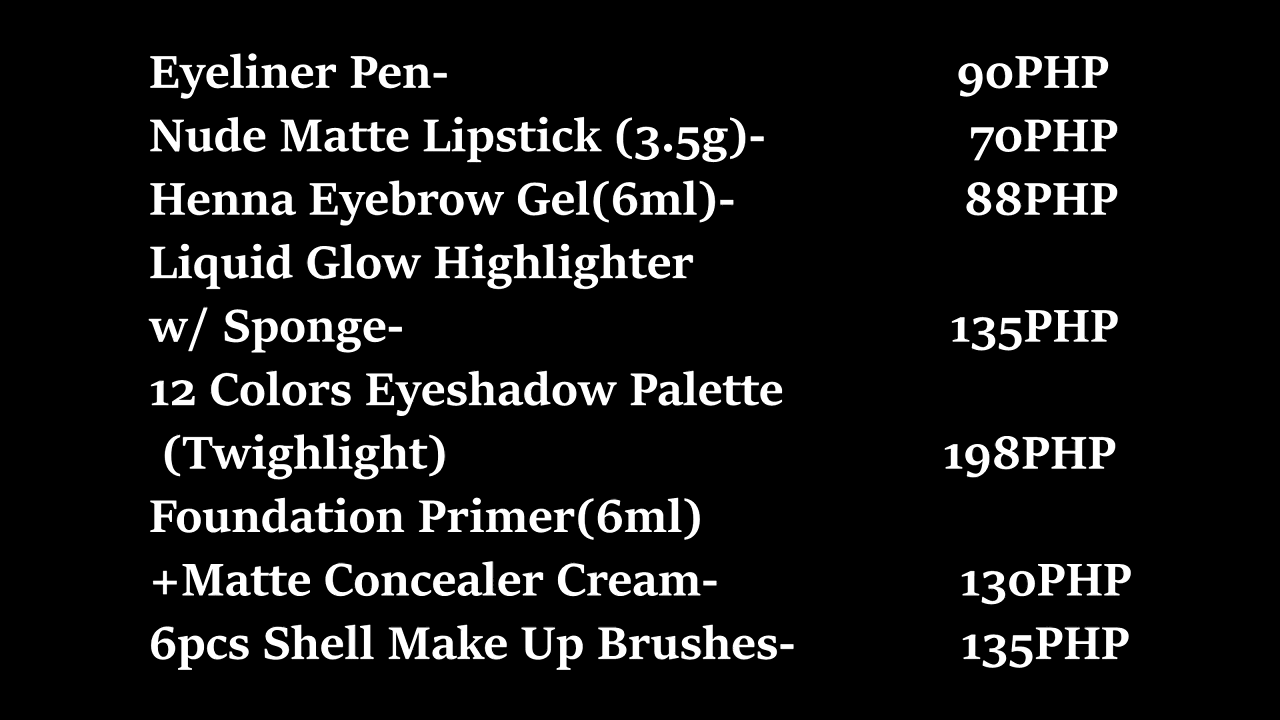 Eyeliner Pen- 90PHP
Nude Matte Lipstick (3.5g)- 70PHP
Henna Eyebrow Gel(6ml)- 88PHP
Liquid Glow Highlighter
w/ Sponge- 135PHP
12 Colors Eyeshadow Palette
(Twighlight) 198PHP
Foundation Primer(6ml)
+Matte Concealer Cream- 130PHP
6pcs Shell Make Up Brushes- 135PHP